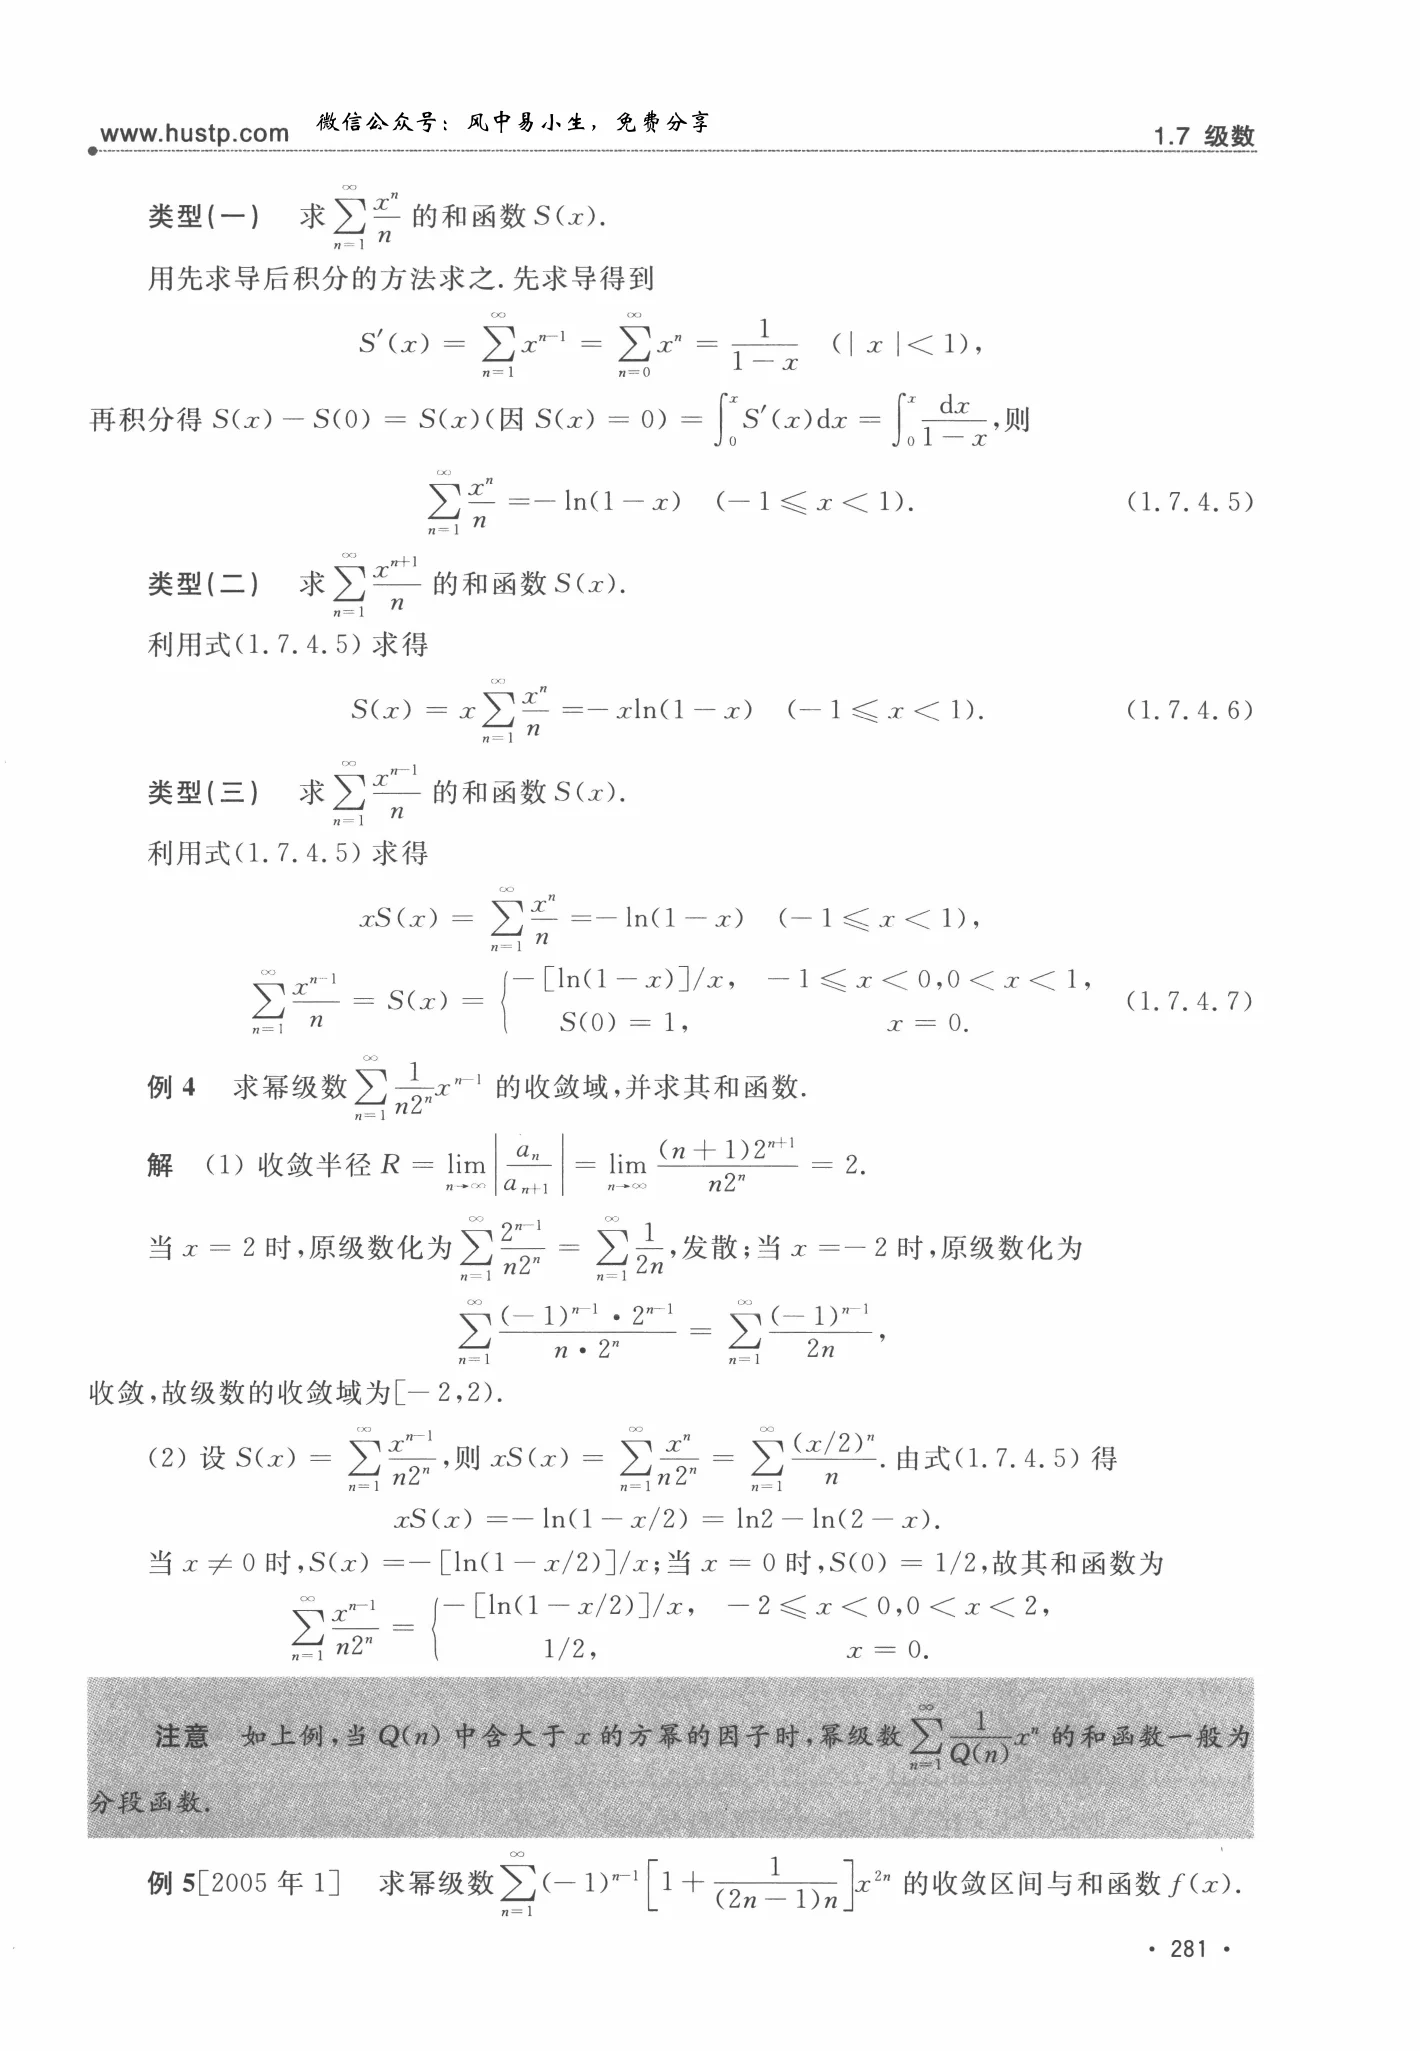 www.hustp.com 微信公众号：风中易小生，免费分享 1.7 级数
类型(一) 求 $\sum_{n=1}^{\infty}\frac{x^n}{n}$ 的和函数 S(x).
用先求导后积分的方法求之.先求导得到
$S'(x)=\sum_{n=1}^{\infty}x^{n-1}=\sum_{n=0}^{\infty}x^n=\frac{1}{1-x}$ (|x|<1),
再积分得 S(x)-S(0)=S(x)(因 S(x)=0)=$\int_0^x S'(x)dx=\int_0^x\frac{dx}{1-x}$,则
$\sum_{n=1}^{\infty}\frac{x^n}{n}=-\ln(1-x)$ (-1⩽x<1). (1.7.4.5)
类型(二) 求 $\sum_{n=1}^{\infty}\frac{x^{n+1}}{n}$ 的和函数 S(x).
利用式(1.7.4.5)求得
$S(x)=x\sum_{n=1}^{\infty}\frac{x^n}{n}=-x\ln(1-x)$ (-1⩽x<1). (1.7.4.6)
类型(三) 求 $\sum_{n=1}^{\infty}\frac{x^{n-1}}{n}$ 的和函数 S(x).
利用式(1.7.4.5)求得
$xS(x)=\sum_{n=1}^{\infty}\frac{x^n}{n}=-\ln(1-x)$ (-1⩽x<1),
$\sum_{n=1}^{\infty}\frac{x^{n-1}}{n}=S(x)=\begin{cases}-[\ln(1-x)]/x, & -1⩽x<0,0<x<1,\\ S(0)=1, & x=0.\end{cases}$ (1.7.4.7)
例 4 求幂级数 $\sum_{n=1}^{\infty}\frac{1}{n2^n}x^{n-1}$ 的收敛域,并求其和函数.
解 (1) 收敛半径 $R=\lim_{n\to\infty}\left|\frac{a_n}{a_{n+1}}\right|=\lim_{n\to\infty}\frac{(n+1)2^{n+1}}{n2^n}=2$.
当 x=2 时,原级数化为 $\sum_{n=1}^{\infty}\frac{2^{n-1}}{n2^n}=\sum_{n=1}^{\infty}\frac{1}{2n}$,发散;当 x=-2 时,原级数化为
$\sum_{n=1}^{\infty}\frac{(-1)^{n-1}\cdot 2^{n-1}}{n\cdot 2^n}=\sum_{n=1}^{\infty}\frac{(-1)^{n-1}}{2n}$,
收敛,故级数的收敛域为[-2,2).
(2) 设 $S(x)=\sum_{n=1}^{\infty}\frac{x^{n-1}}{n2^n}$,则 $xS(x)=\sum_{n=1}^{\infty}\frac{x^n}{n2^n}=\sum_{n=1}^{\infty}\frac{(x/2)^n}{n}$.由式(1.7.4.5)得
xS(x)=-ln(1-x/2)=ln2-ln(2-x).
当 x≠0 时,S(x)=-[ln(1-x/2)]/x;当 x=0 时,S(0)=1/2,故其和函数为
$\sum_{n=1}^{\infty}\frac{x^{n-1}}{n2^n}=\begin{cases}-[\ln(1-x/2)]/x, & -2⩽x<0,0<x<2,\\ 1/2, & x=0.\end{cases}$
注意 如上例,当 Q(n) 中含大于 x 的方幂的因子时,幂级数 $\sum_{n=1}^{\infty}\frac{1}{Q(n)}x^n$ 的和函数一般为
分段函数.
例 5[2005 年 1] 求幂级数 $\sum_{n=1}^{\infty}(-1)^{n-1}\left[1+\frac{1}{(2n-1)n}\right]x^{2n}$ 的收敛区间与和函数 f(x).
· 281 ·